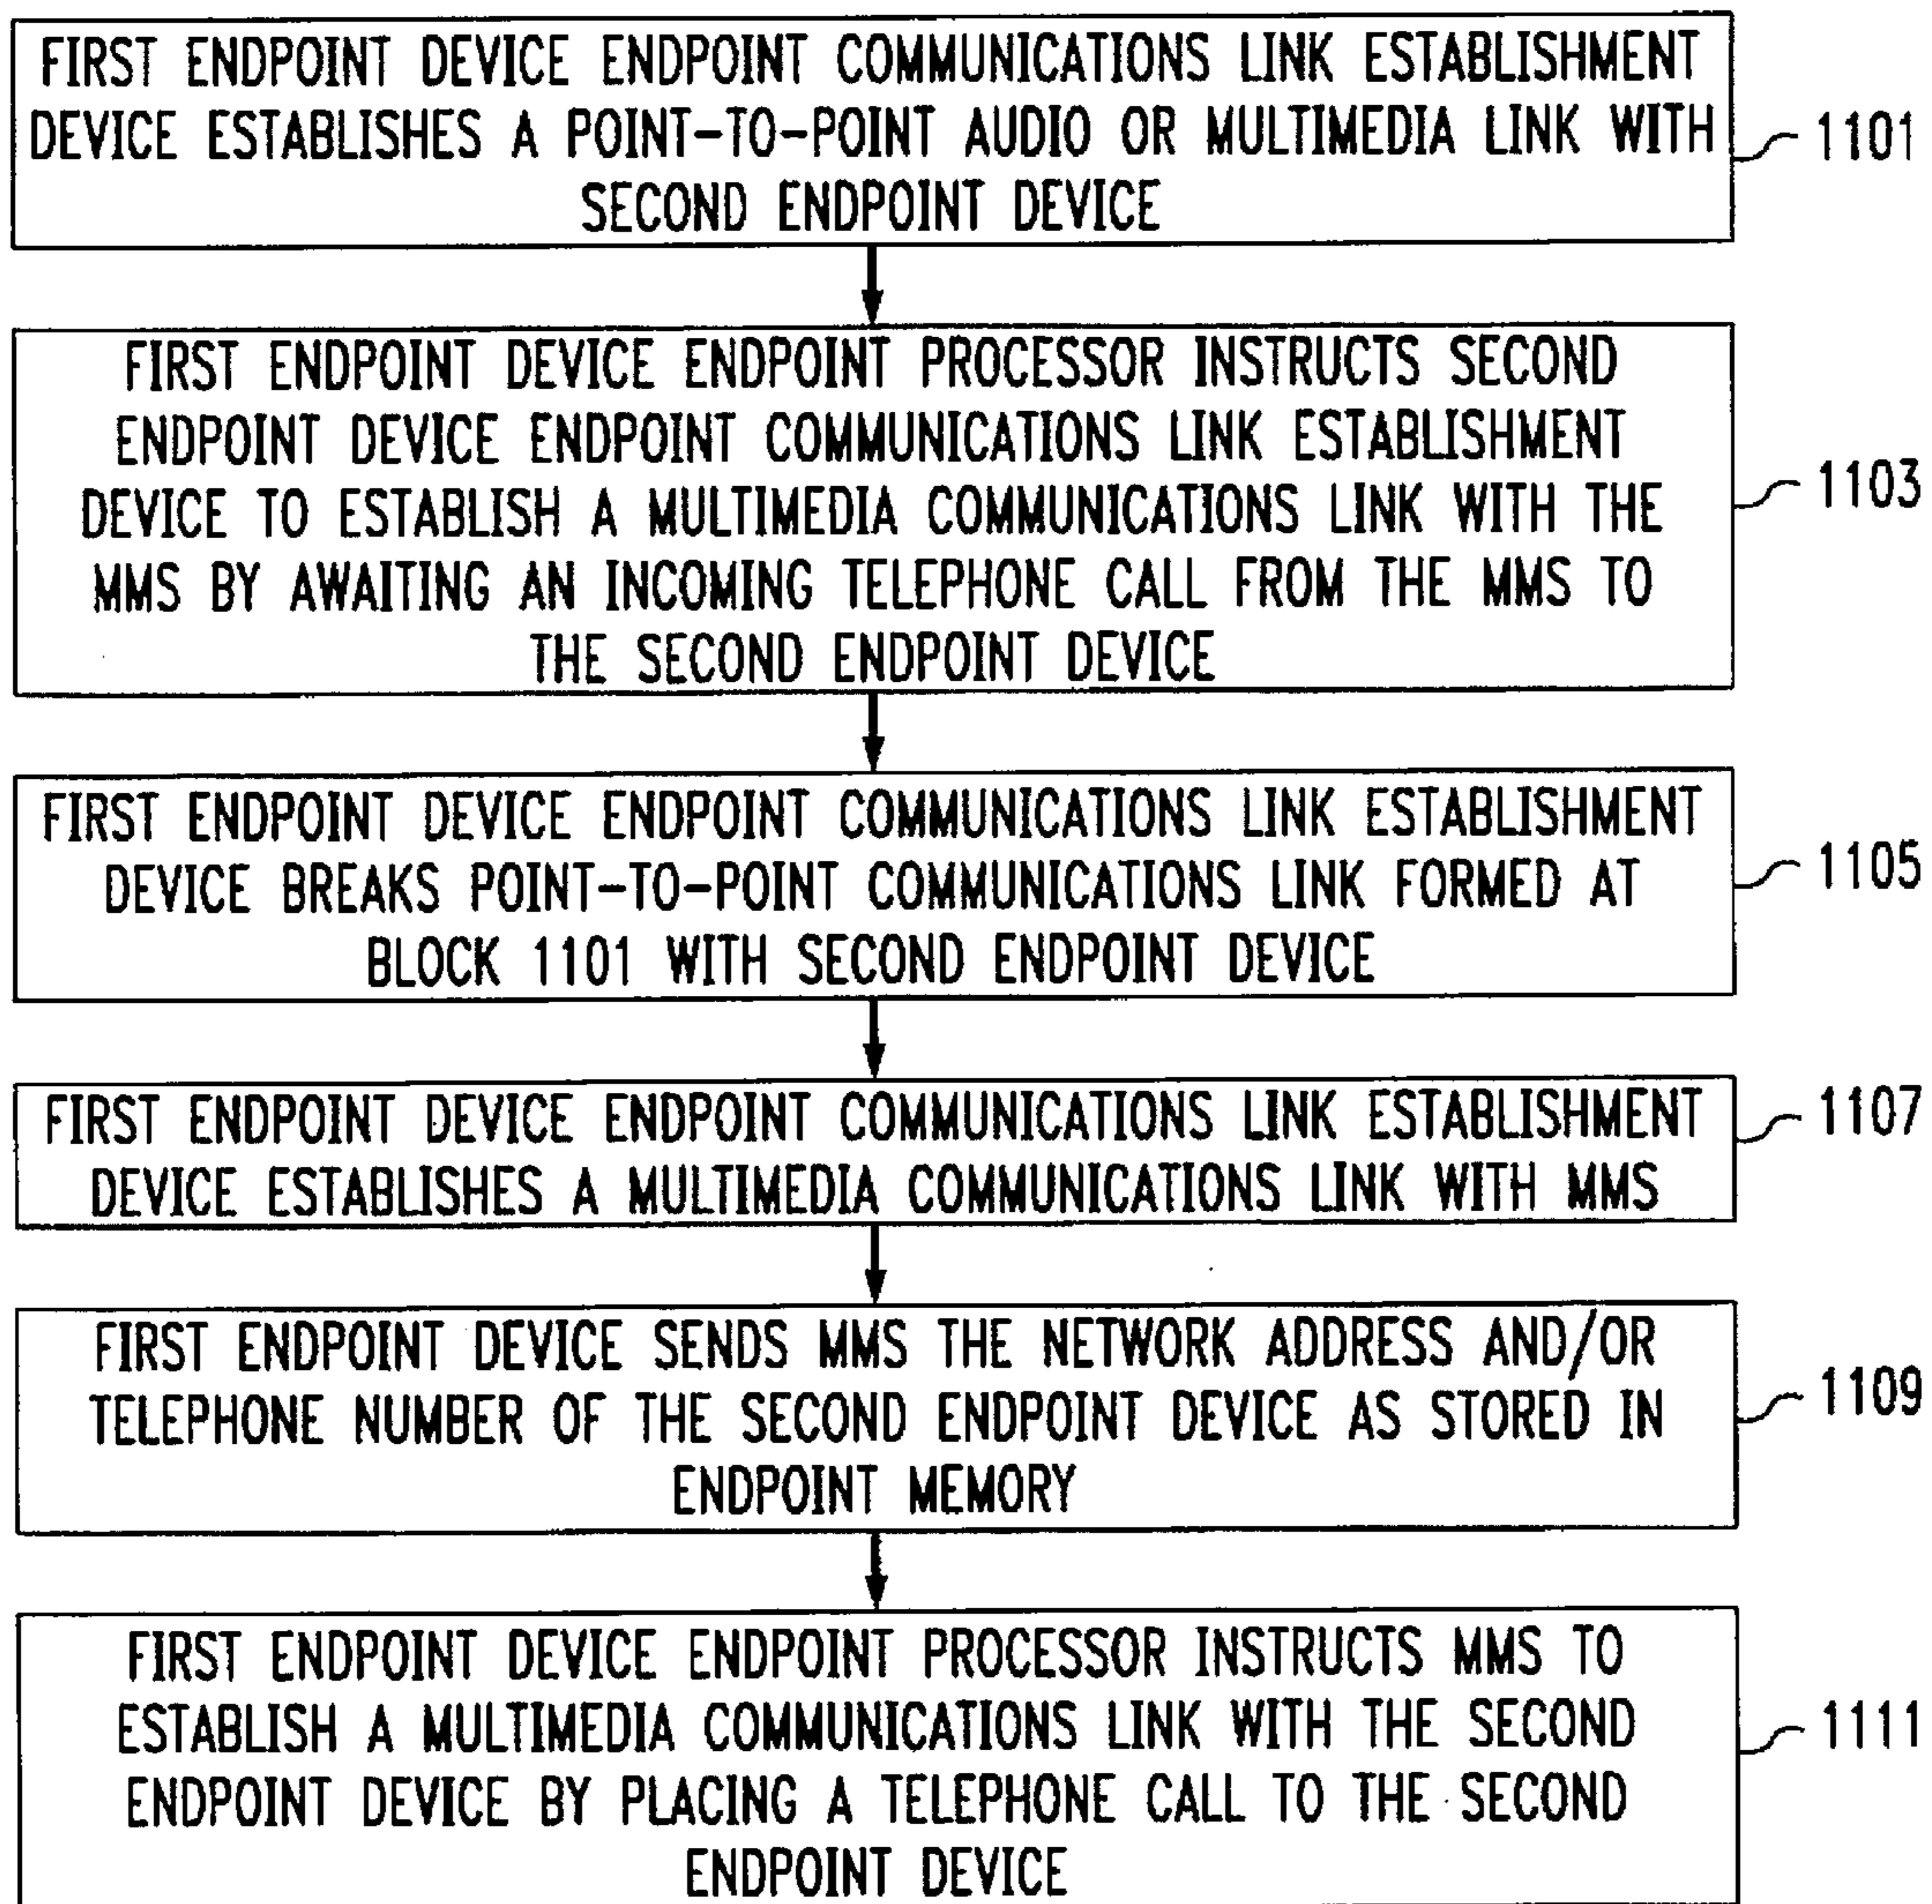 FIRST ENDPOINT DEVICE ENDPOINT COMMUNICATIONS LINK ESTABLISHMENT
DEVICE ESTABLISHES A POINT-TO-POINT AUDIO OR MULTIMEDIA LINK WITH
SECOND ENDPOINT DEVICE
1101
FIRST ENDPOINT DEVICE ENDPOINT PROCESSOR INSTRUCTS SECOND
ENDPOINT DEVICE ENDPOINT COMMUNICATIONS LINK ESTABLISHMENT
DEVICE TO ESTABLISH A MULTIMEDIA COMMUNICATIONS LINK WITH THE
MMS BY AWAITING AN INCOMING TELEPHONE CALL FROM THE MMS TO
THE SECOND ENDPOINT DEVICE
1103
FIRST ENDPOINT DEVICE ENDPOINT COMMUNICATIONS LINK ESTABLISHMENT
DEVICE BREAKS POINT-TO-POINT COMMUNICATIONS LINK FORMED AT
BLOCK 1101 WITH SECOND ENDPOINT DEVICE
1105
FIRST ENDPOINT DEVICE ENDPOINT COMMUNICATIONS LINK ESTABLISHMENT
DEVICE ESTABLISHES A MULTIMEDIA COMMUNICATIONS LINK WITH MMS
1107
FIRST ENDPOINT DEVICE SENDS MMS THE NETWORK ADDRESS AND/OR
TELEPHONE NUMBER OF THE SECOND ENDPOINT DEVICE AS STORED IN
ENDPOINT MEMORY
1109
FIRST ENDPOINT DEVICE ENDPOINT PROCESSOR INSTRUCTS MMS TO
ESTABLISH A MULTIMEDIA COMMUNICATIONS LINK WITH THE SECOND
ENDPOINT DEVICE BY PLACING A TELEPHONE CALL TO THE SECOND
ENDPOINT DEVICE
1111